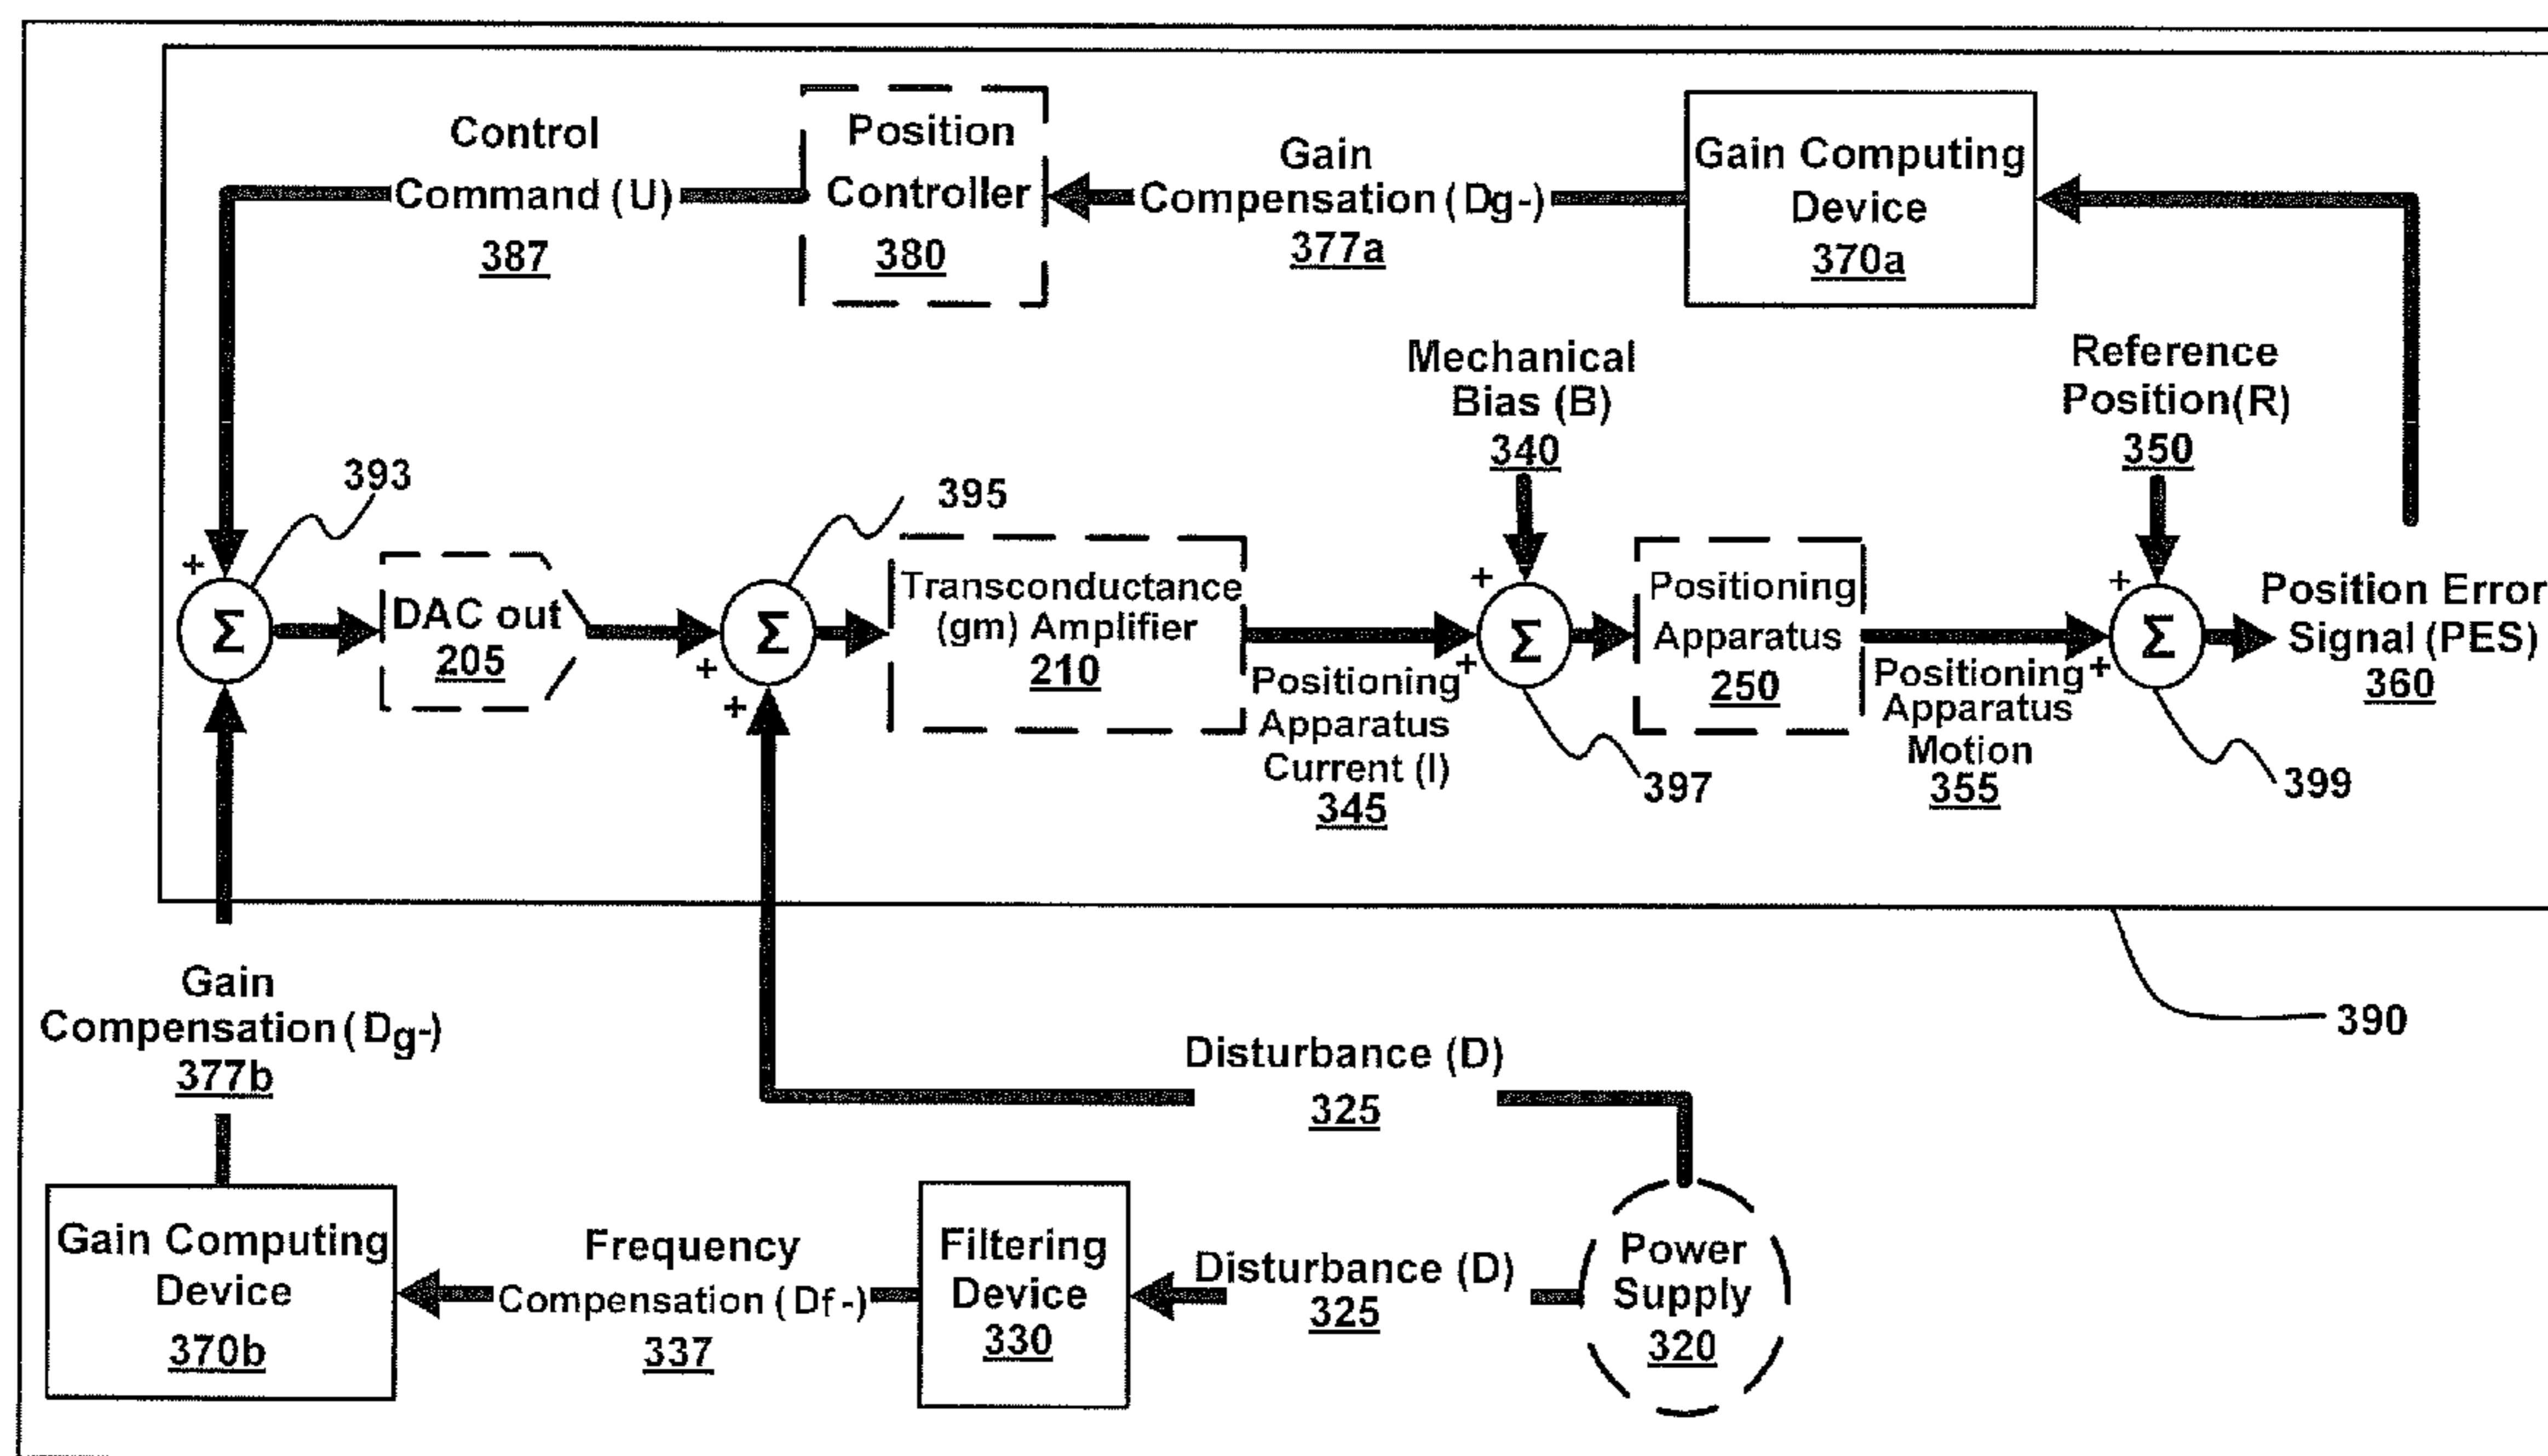 Control
Command (U)
387
Position
Controller
380
Gain
Compensation (Dg-)
377a
Gain Computing
Device
370a
Mechanical
Bias (B)
340
Reference
Position(R)
350
393
395
+
Σ
DAC out
205
+
+
Σ
Transconductance
(gm) Amplifier
210
Positioning
Apparatus
Current (I)
345
+
+
Σ
397
Positioning
Apparatus
250
Positioning
Apparatus
Motion
355
+
+
Σ
399
Position Error
Signal (PES)
360
390
Gain
Compensation (Dg-)
377b
Disturbance (D)
325
Gain Computing
Device
370b
Frequency
Compensation (Df-)
337
Filtering
Device
330
Disturbance (D)
325
Power
Supply
320